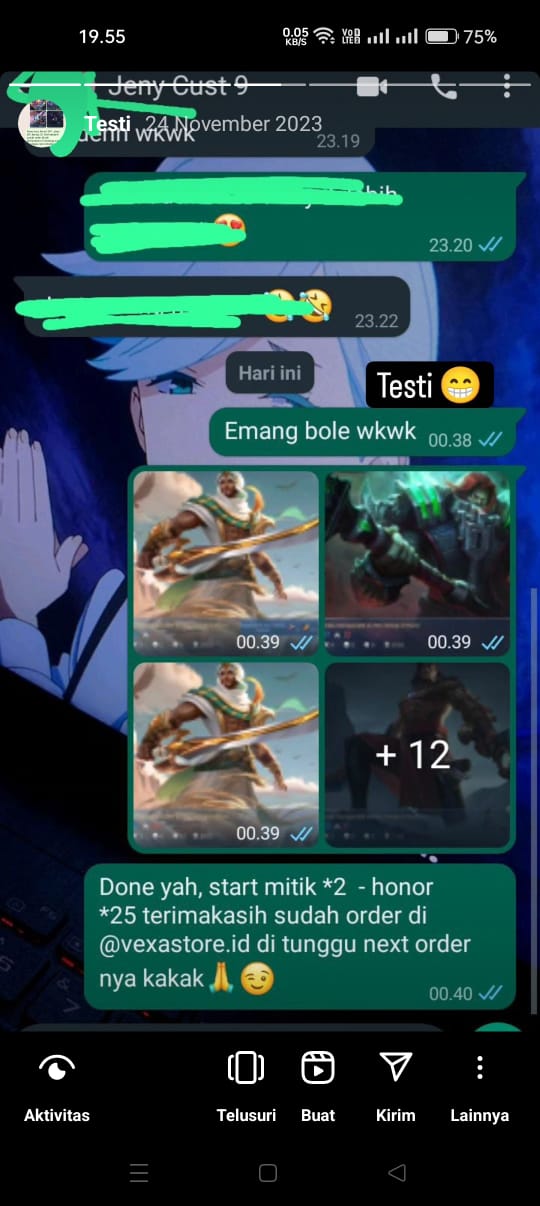 19.55
0.05
KB/S
VoD
LTE2
75%
Jeny Cust 9
Testi 24 November 2023
wkwk
23.19
23.20
23.22
Hari ini
Testi 😁
Emang bole wkwk 00.38
00.39
00.39
00.39
+ 12
Done yah, start mitik *2 - honor
*25 terimakasih sudah order di
@vexastore.id di tunggu next order
nya kakak🙏😉
00.40
Aktivitas
Telusuri
Buat
Kirim
Lainnya